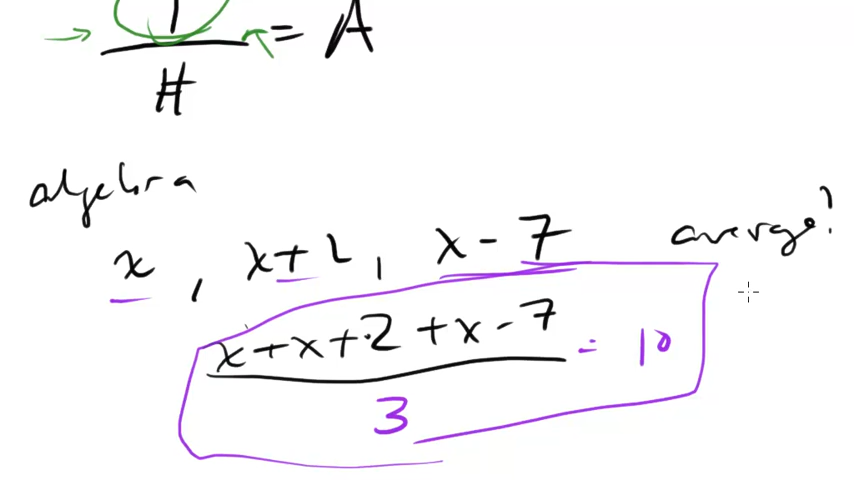 = A
#
algebra
x, x+2, x-7 average?
x+x+2+x-7 = 10
3